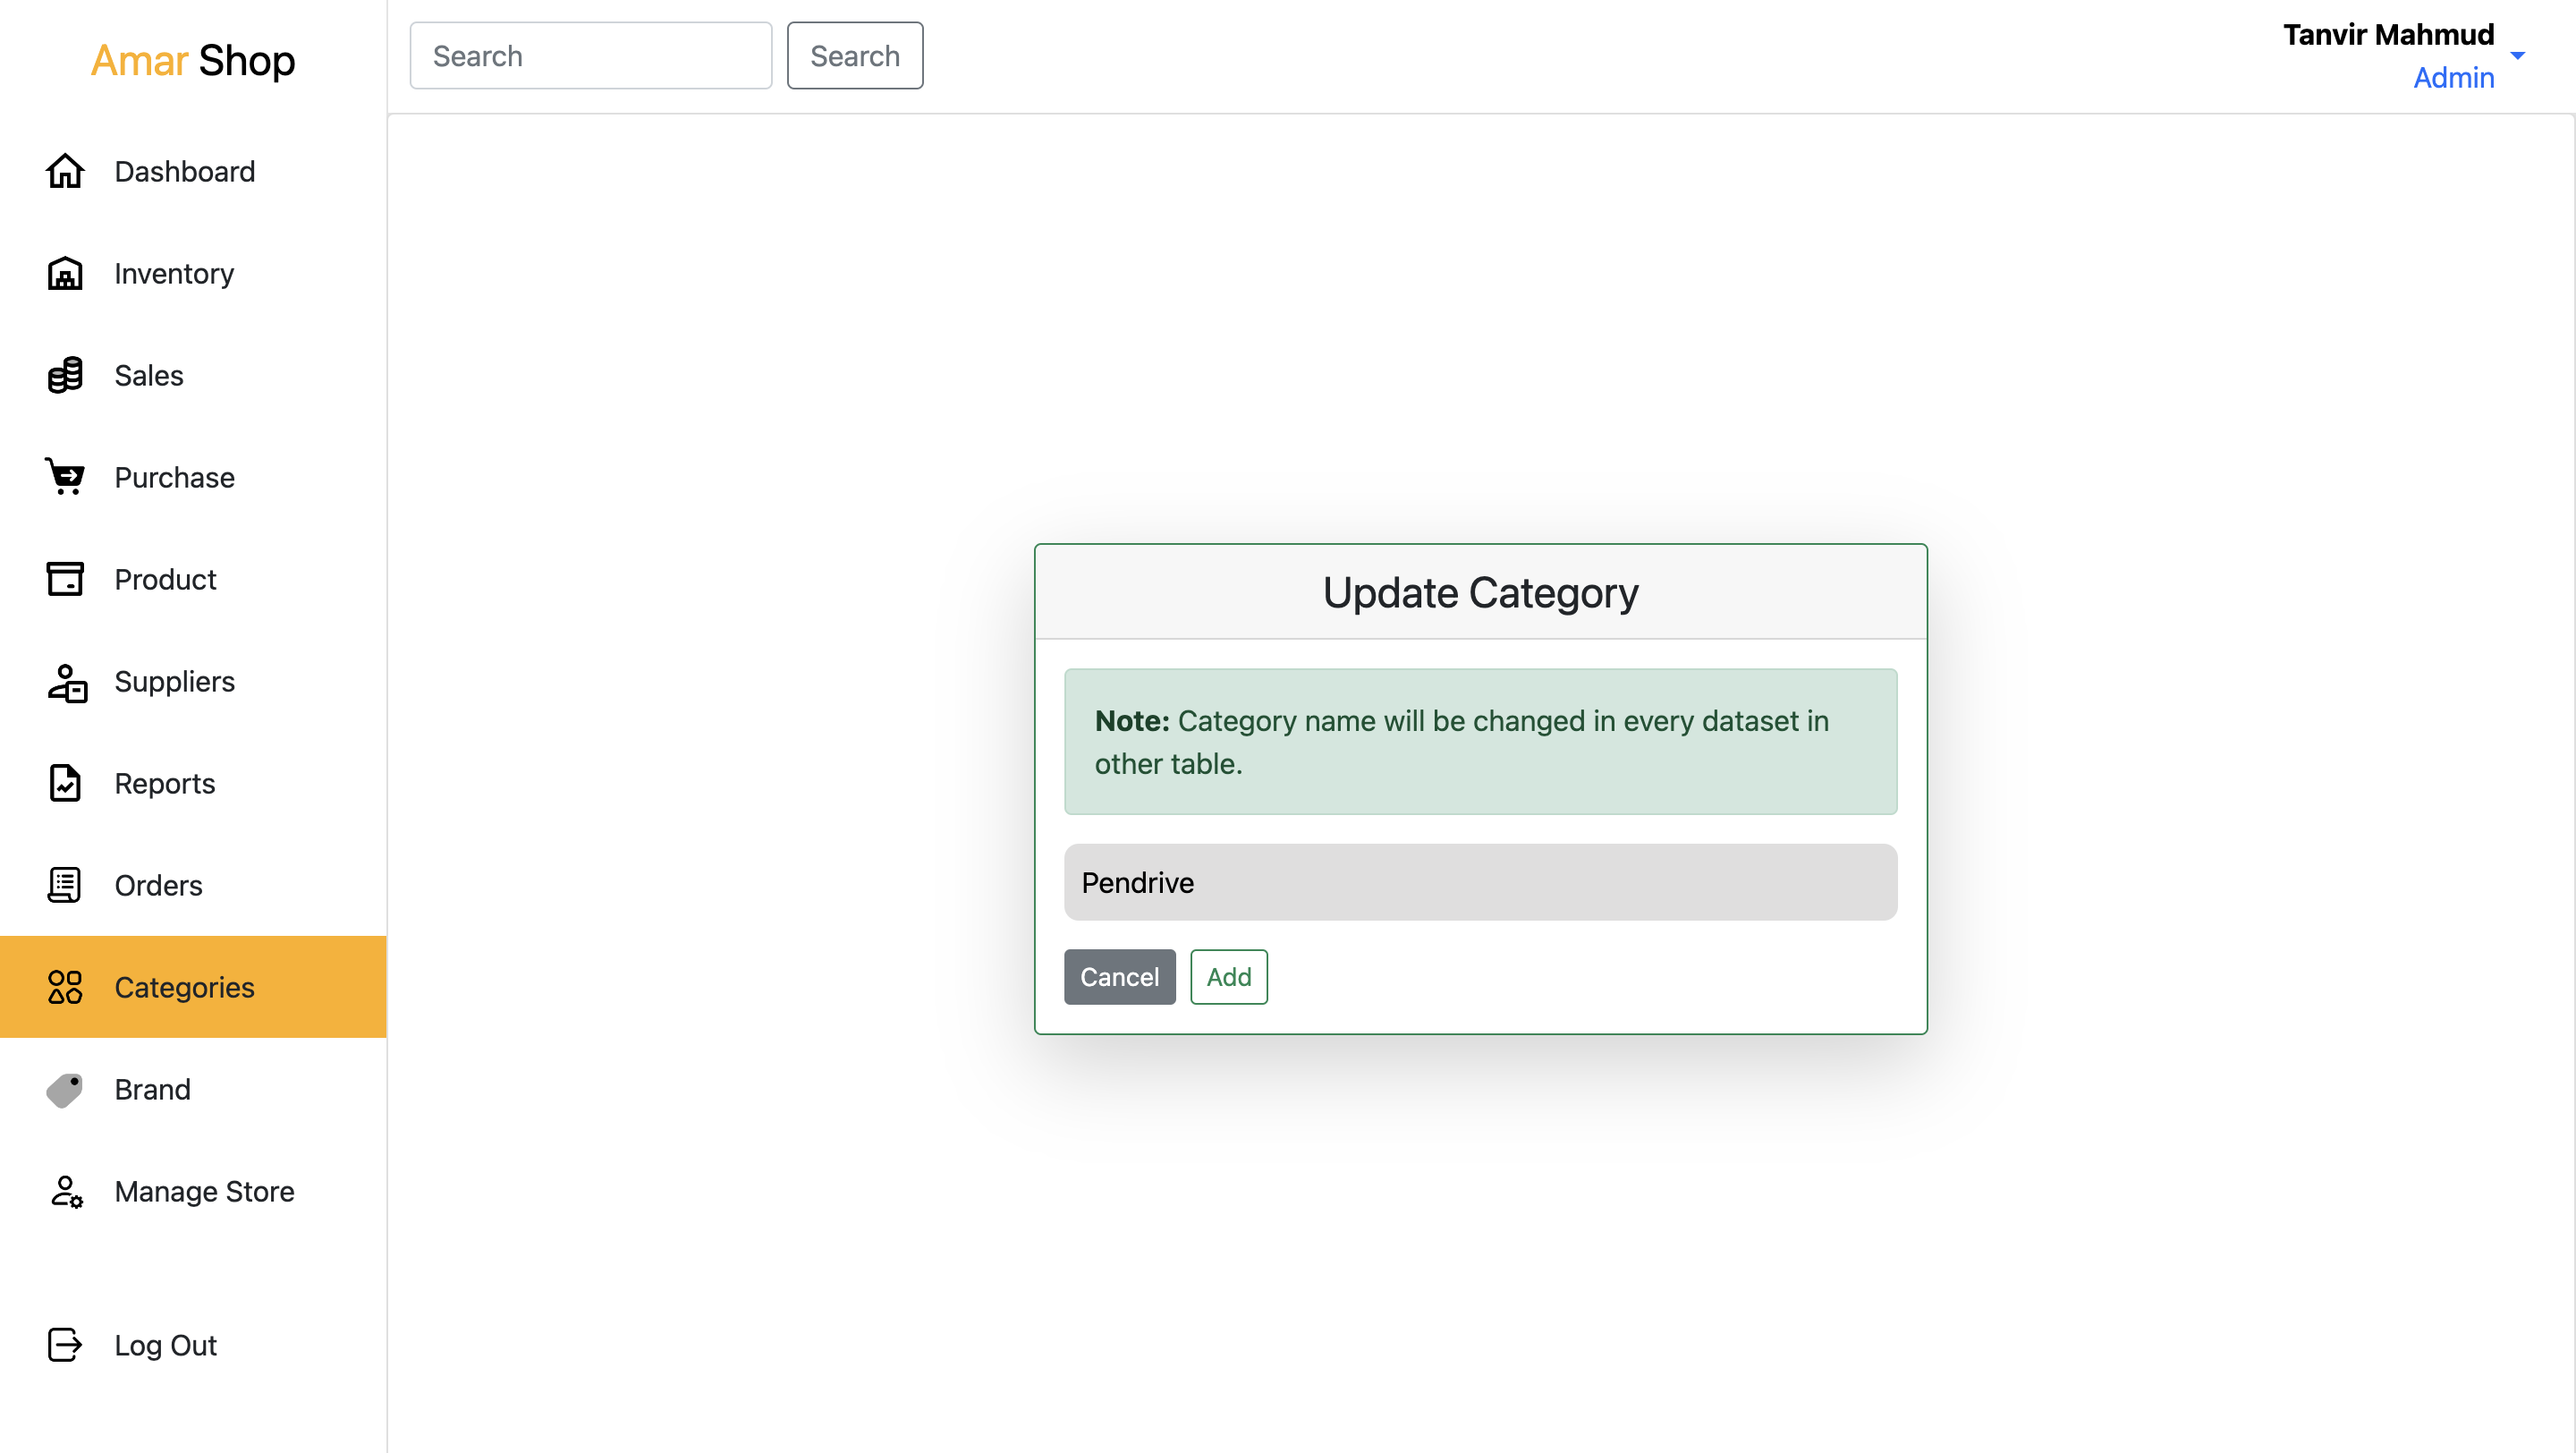 Amar Shop
Search
Search
Tanvir Mahmud
Admin
Dashboard
Inventory
Sales
Purchase
Product
Suppliers
Reports
Orders
Categories
Brand
Manage Store
Log Out
Update Category
Note: Category name will be changed in every dataset in
other table.
Pendrive
Cancel
Add